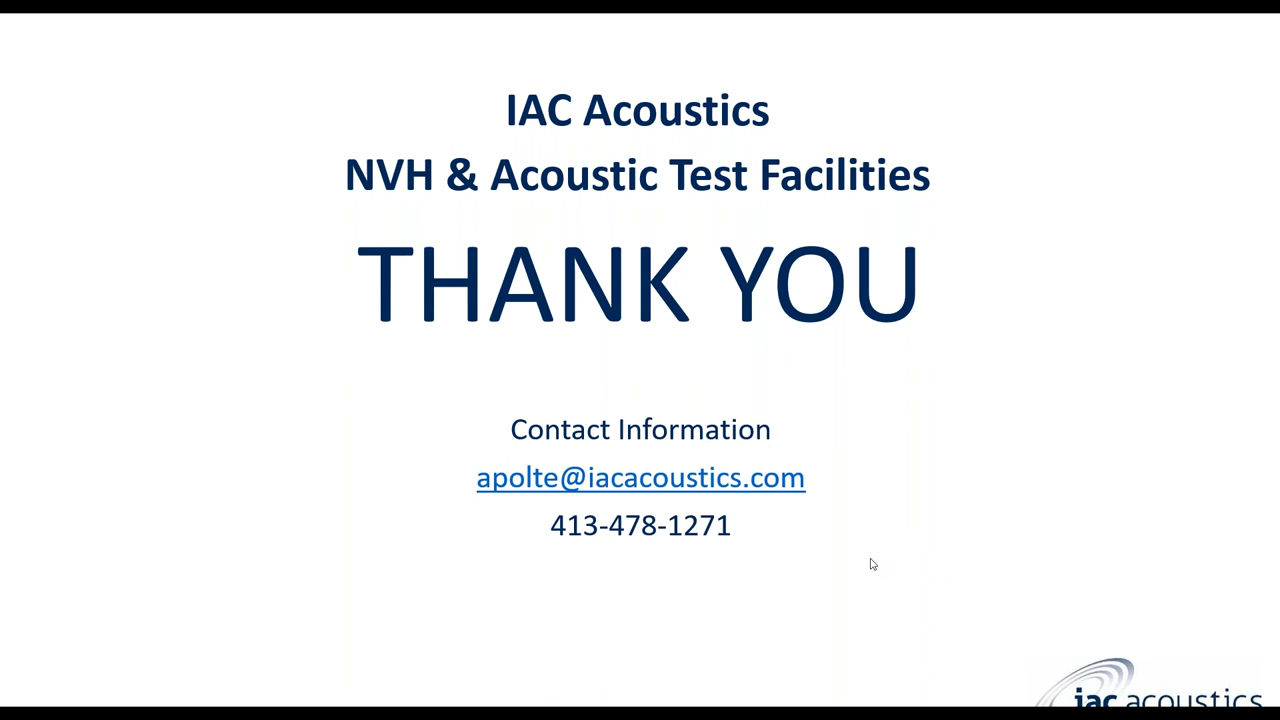 IAC Acoustics
NVH & Acoustic Test Facilities
THANK YOU
Contact Information
apolte@iacacoustics.com
413-478-1271
iac acoustics